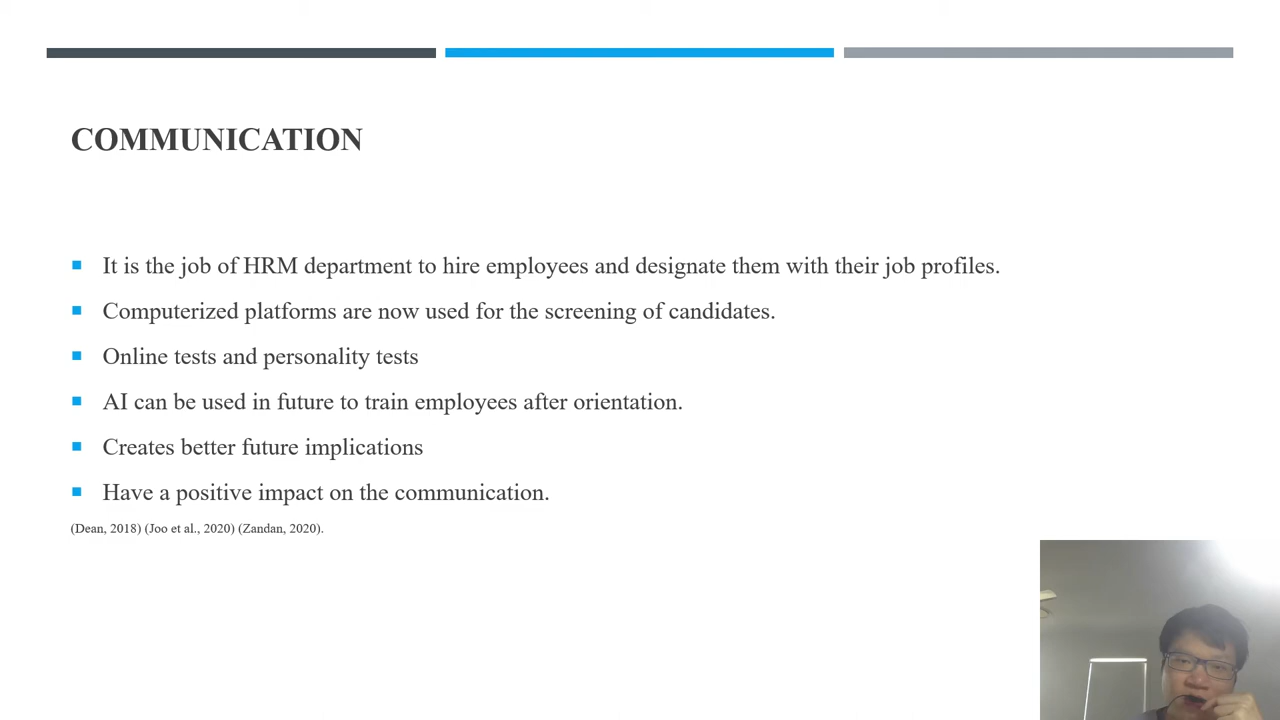 COMMUNICATION
It is the job of HRM department to hire employees and designate them with their job profiles.
Computerized platforms are now used for the screening of candidates.
Online tests and personality tests
AI can be used in future to train employees after orientation.
Creates better future implications
Have a positive impact on the communication.
(Dean, 2018) (Joo et al., 2020) (Zandan, 2020).